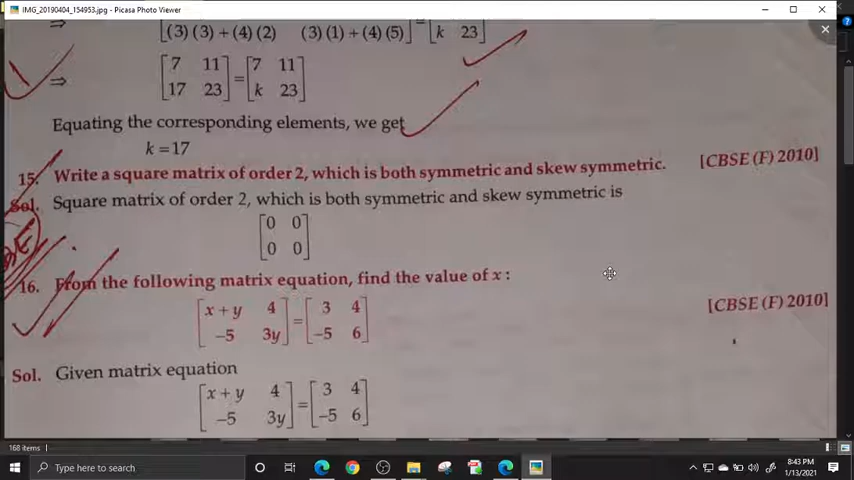 IMG_20190404_154953.jpg - Picasa Photo Viewer
⇒ [(3)(3)+(4)(2) (3)(1)+(4)(5)] = [k 23]
⇒ [7 11
17 23] = [7 11
k 23]
Equating the corresponding elements, we get
k = 17
15. Write a square matrix of order 2, which is both symmetric and skew symmetric. [CBSE (F) 2010]
Sol. Square matrix of order 2, which is both symmetric and skew symmetric is
[0 0
0 0]
16. From the following matrix equation, find the value of x :
[x + y 4
−5 3y] = [3 4
−5 6]
[CBSE (F) 2010]
Sol. Given matrix equation
[x + y 4
−5 3y] = [3 4
−5 6]
168 items
Type here to search
8:43 PM
1/13/2021